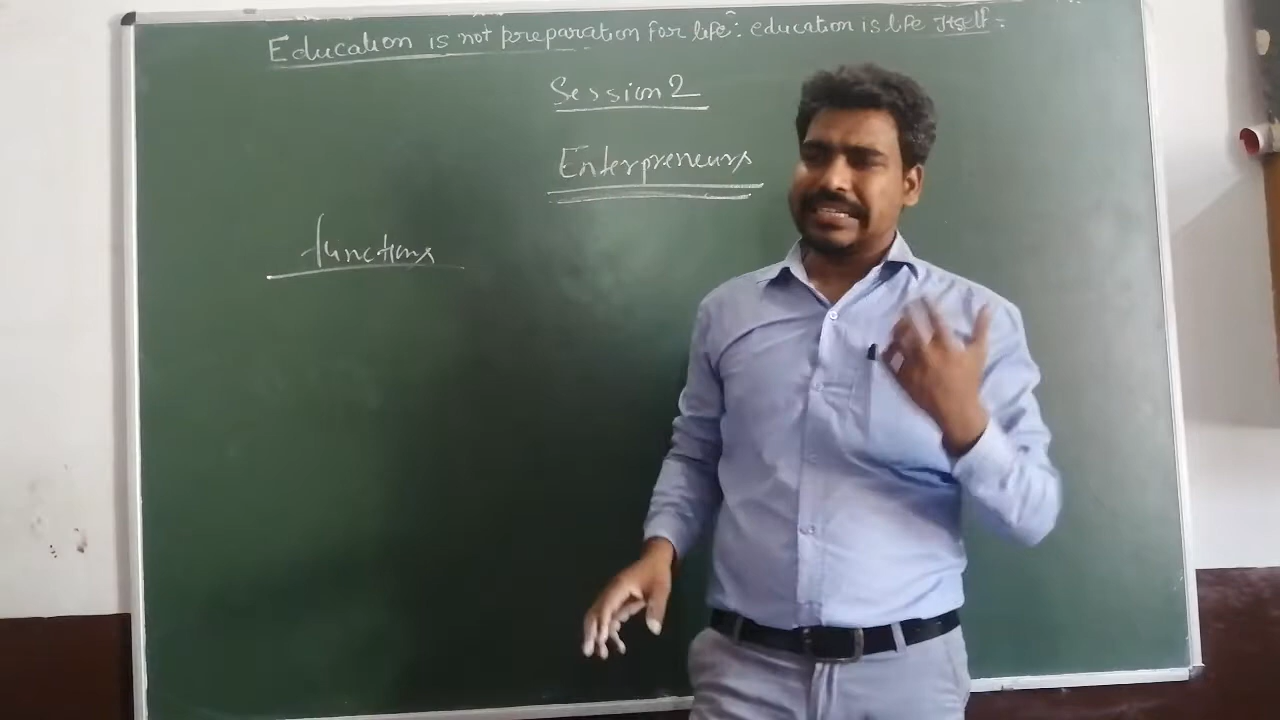 Education is not preparation for life: education is life Itself.
Session 2
Enterpreneurs
functions